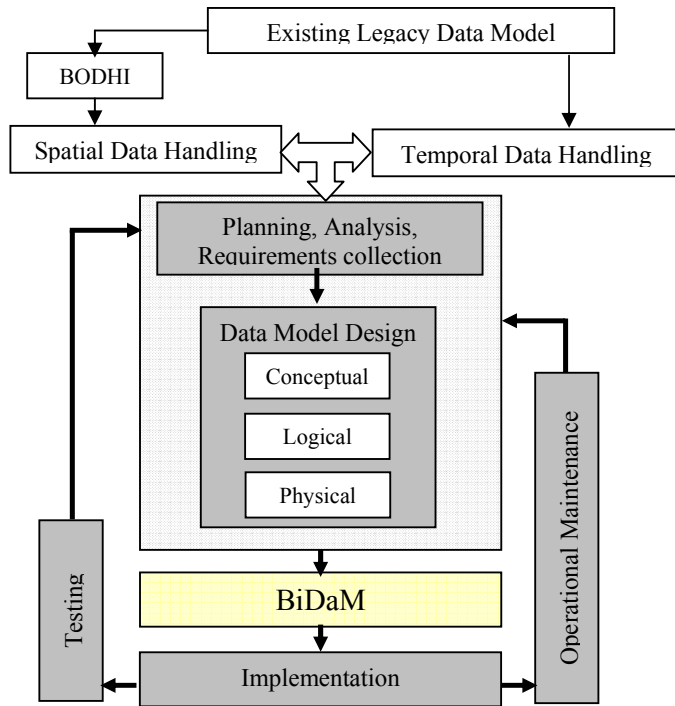 Existing Legacy Data Model
BODHI
Spatial Data Handling
Temporal Data Handling
Planning, Analysis,
Requirements collection
Data Model Design
Conceptual
Logical
Physical
Operational Maintenance
Testing
BiDaM
Implementation